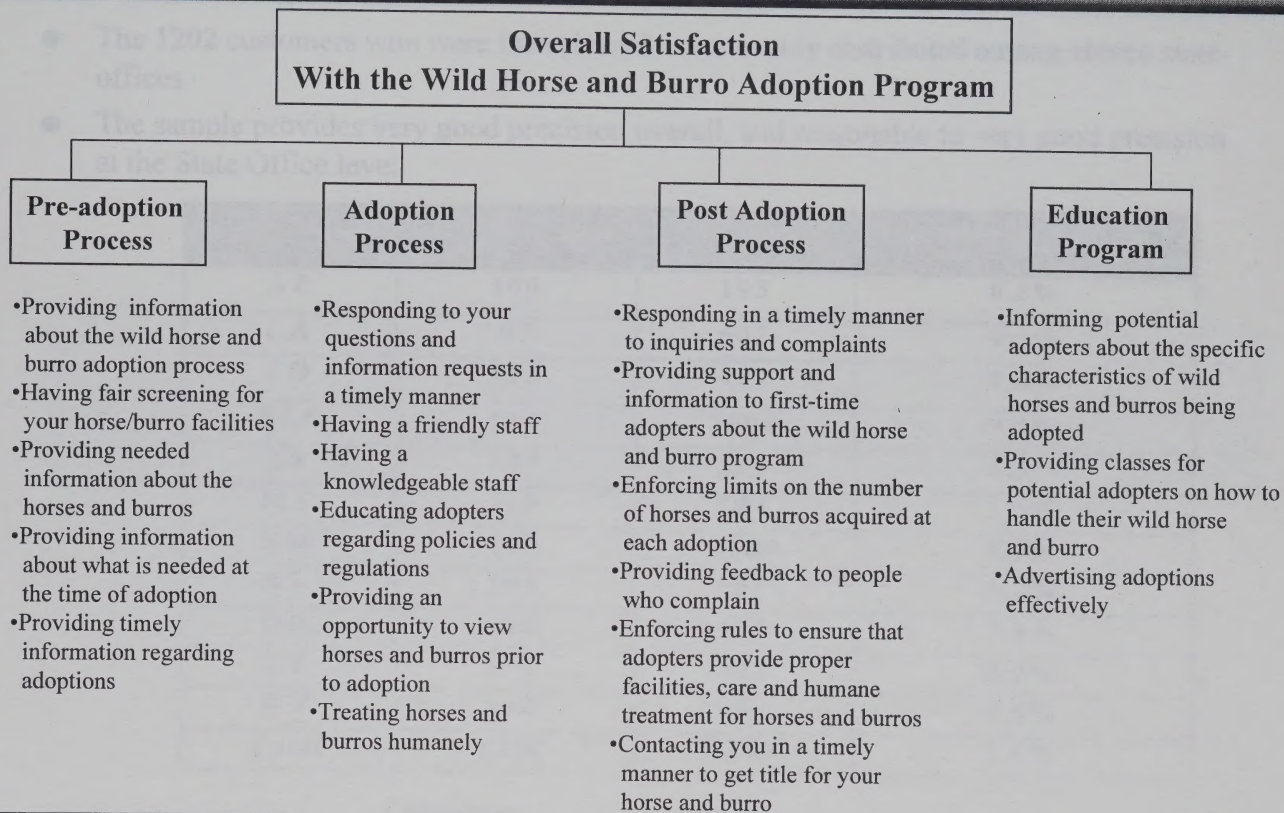 Overall Satisfaction
With the Wild Horse and Burro Adoption Program
Pre-adoption
Process
•Providing information
about the wild horse and
burro adoption process
•Having fair screening for
your horse/burro facilities
•Providing needed
information about the
horses and burros
•Providing information
about what is needed at
the time of adoption
•Providing timely
information regarding
adoptions
Adoption
Process
•Responding to your
questions and
information requests in
a timely manner
•Having a friendly staff
•Having a
knowledgeable staff
•Educating adopters
regarding policies and
regulations
•Providing an
opportunity to view
horses and burros prior
to adoption
•Treating horses and
burros humanely
Post Adoption
Process
•Responding in a timely manner
to inquiries and complaints
•Providing support and
information to first-time
adopters about the wild horse
and burro program
•Enforcing limits on the number
of horses and burros acquired at
each adoption
•Providing feedback to people
who complain
•Enforcing rules to ensure that
adopters provide proper
facilities, care and humane
treatment for horses and burros
•Contacting you in a timely
manner to get title for your
horse and burro
Education
Program
•Informing potential
adopters about the specific
characteristics of wild
horses and burros being
adopted
•Providing classes for
potential adopters on how to
handle their wild horse
and burro
•Advertising adoptions
effectively